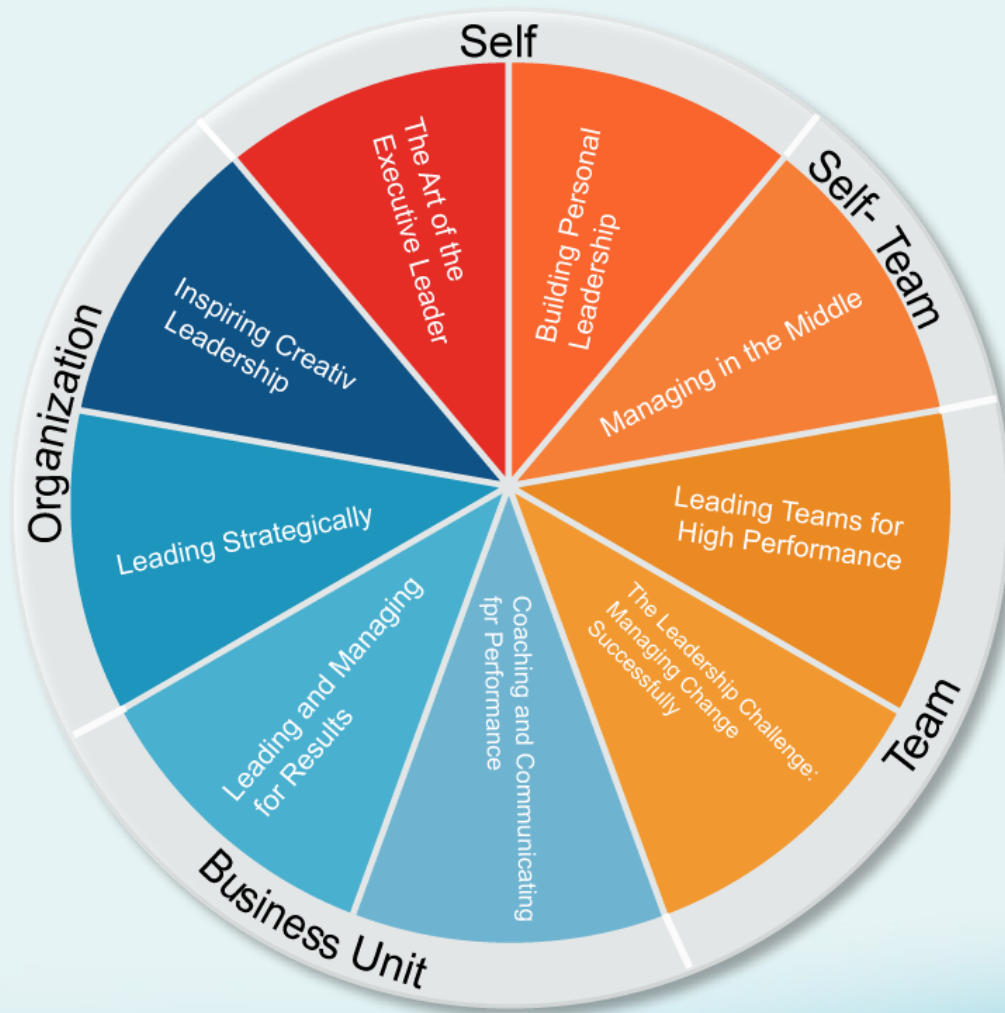 Self
Self- Team
Team
Business Unit
Organization
The Art of the
Executive Leader
Building Personal
Leadership
Managing in the Middle
Leading Teams for
High Performance
The Leadership Challenge:
Managing Change
Successfully
Coaching and Communicating
fpr Performance
Leading and Managing
for Results
Leading Strategically
Inspiring Creativ
Leadership